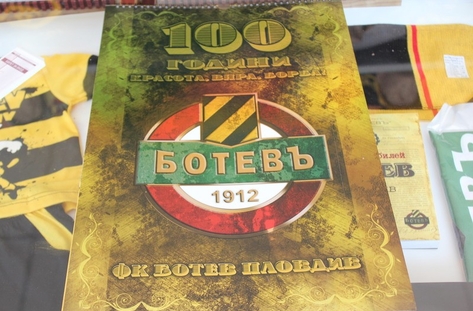 100
ГОДИНИ
КРАСОТА, ВЯРА, БОРБА!
БОТЕВЪ
1912
ФК БОТЕВ ПЛОВДИВ